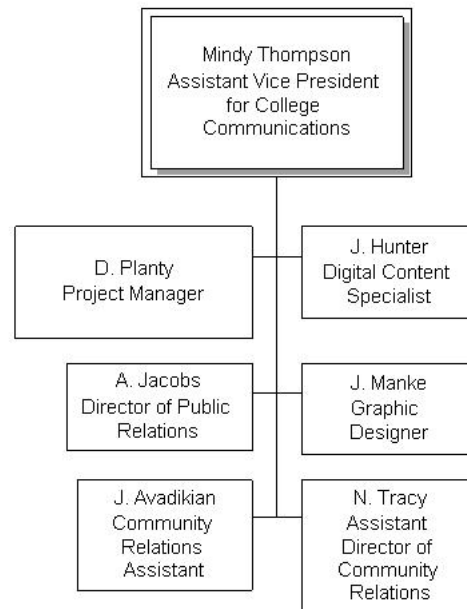 Mindy Thompson
Assistant Vice President
for College
Communications
D. Planty
Project Manager
J. Hunter
Digital Content
Specialist
A. Jacobs
Director of Public
Relations
J. Manke
Graphic
Designer
J. Avadikian
Community
Relations
Assistant
N. Tracy
Assistant
Director of
Community
Relations